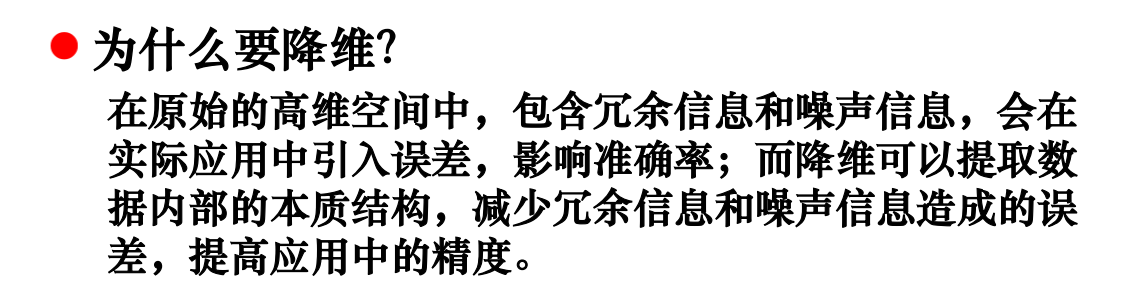 为什么要降维？
在原始的高维空间中，包含冗余信息和噪声信息，会在
实际应用中引入误差，影响准确率；而降维可以提取数
据内部的本质结构，减少冗余信息和噪声信息造成的误
差，提高应用中的精度。